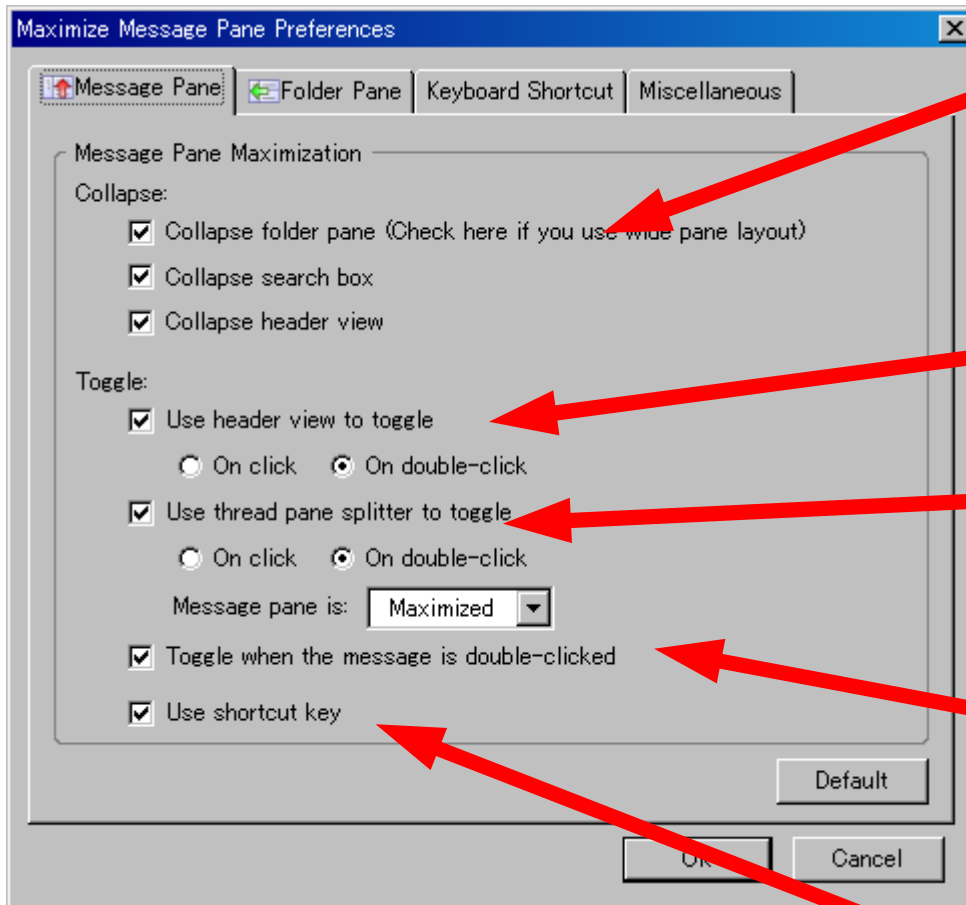 Maximize Message Pane Preferences
Message Pane Folder Pane Keyboard Shortcut Miscellaneous
Message Pane Maximization
Collapse:
Collapse folder pane (Check here if you use wide pane layout)
Collapse search box
Collapse header view
Toggle:
Use header view to toggle
On click On double-click
Use thread pane splitter to toggle
On click On double-click
Message pane is: Maximized
Toggle when the message is double-clicked
Use shortcut key
Default
OK Cancel